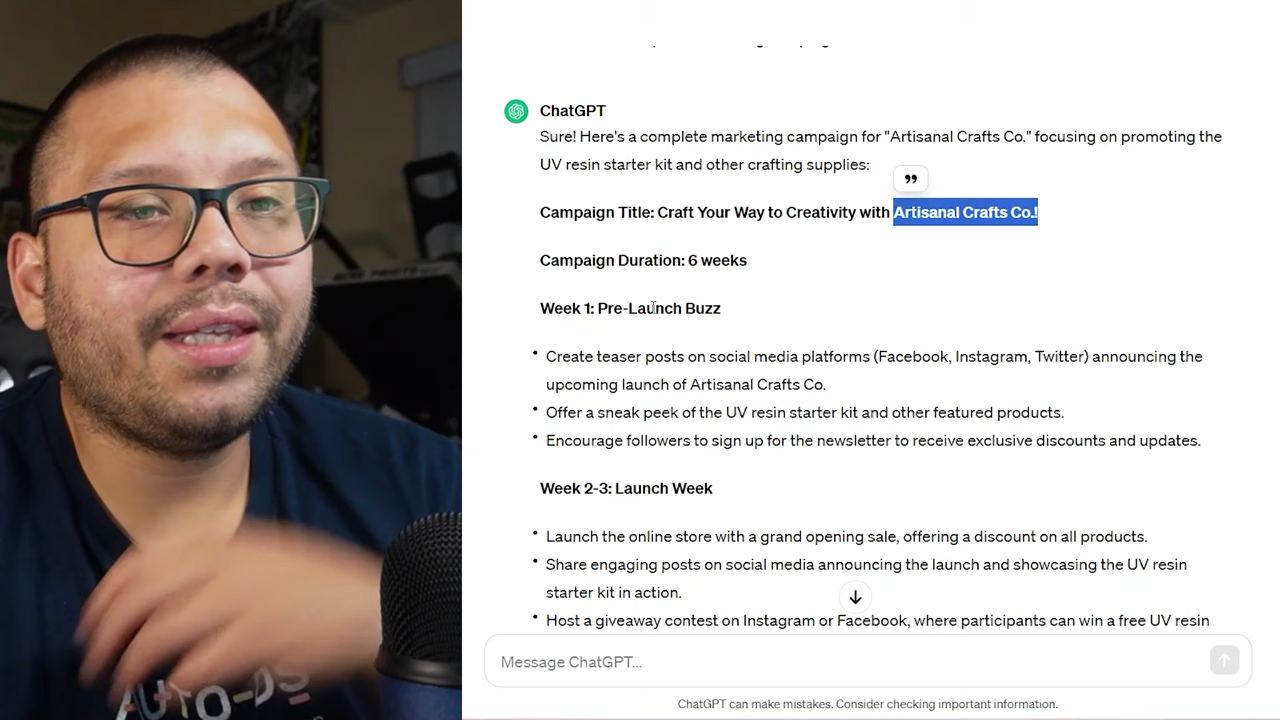 ChatGPT
Sure! Here's a complete marketing campaign for "Artisanal Crafts Co." focusing on promoting the
UV resin starter kit and other crafting supplies:
Campaign Title: Craft Your Way to Creativity with Artisanal Crafts Co.!
Campaign Duration: 6 weeks
Week 1: Pre-Launch Buzz
• Create teaser posts on social media platforms (Facebook, Instagram, Twitter) announcing the
upcoming launch of Artisanal Crafts Co.
• Offer a sneak peek of the UV resin starter kit and other featured products.
• Encourage followers to sign up for the newsletter to receive exclusive discounts and updates.
Week 2-3: Launch Week
• Launch the online store with a grand opening sale, offering a discount on all products.
• Share engaging posts on social media announcing the launch and showcasing the UV resin
starter kit in action.
• Host a giveaway contest on Instagram or Facebook, where participants can win a free UV resin
Message ChatGPT...
ChatGPT can make mistakes. Consider checking important information.
AUTO-DS